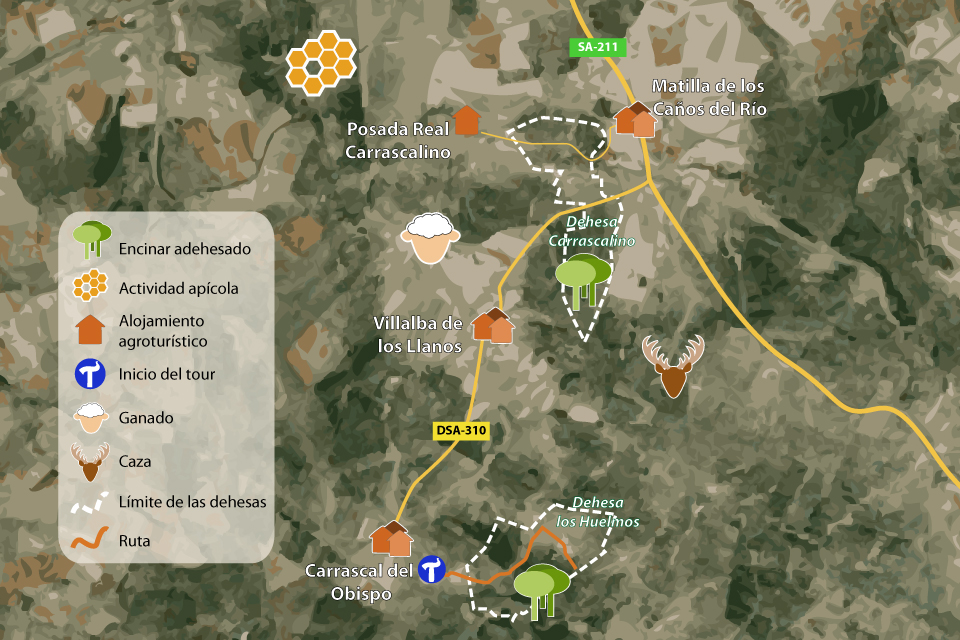 SA-211
Matilla de los
Caños del Río
Posada Real
Carrascalino
Dehesa
Carrascalino
Encinar adehesado
Actividad apícola
Alojamiento
agroturístico
Inicio del tour
Ganado
Caza
Límite de las dehesas
Ruta
Villalba de
los Llanos
DSA-310
Dehesa
los Huelmos
Carrascal del
Obispo